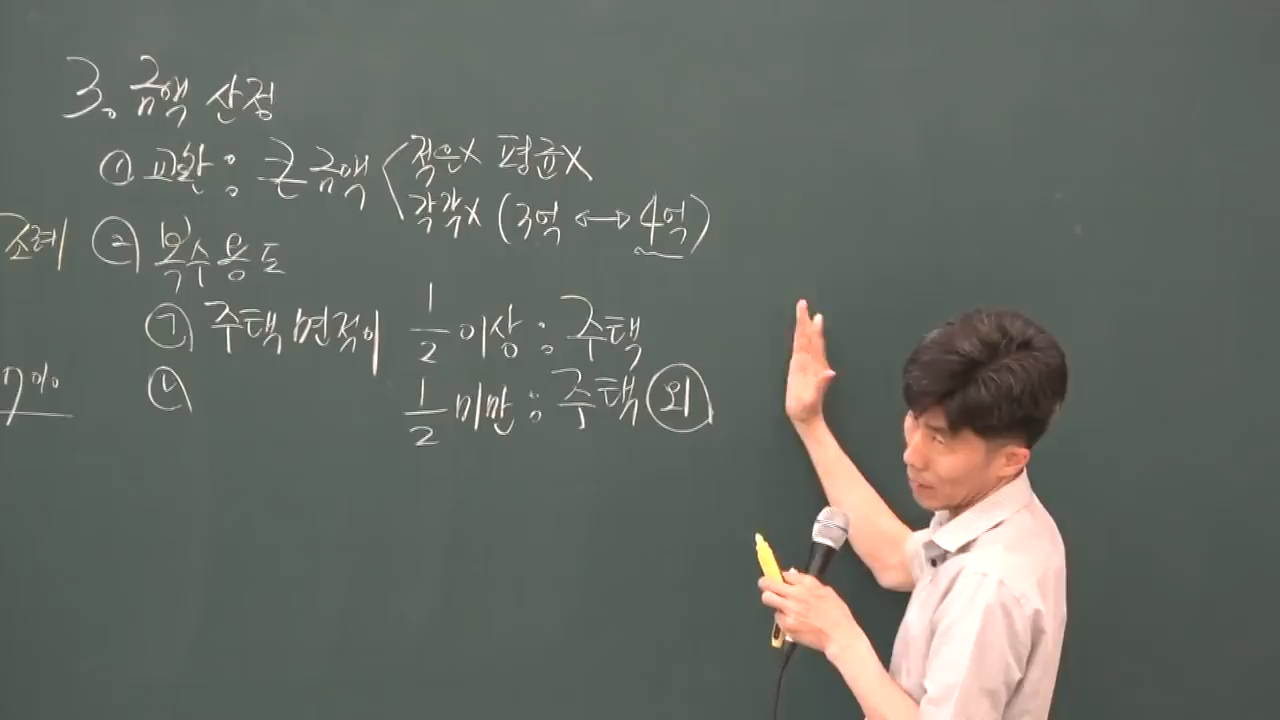 3. 금액 산정
① 교환 : 큰 금액 < 적은X 평균X
각각X (3억 ↔ 4억)
조례 ② 복수용도
㉠ 주택 면적이 1/2 이상 : 주택
7% ㉡ 1/2 미만 : 주택 외